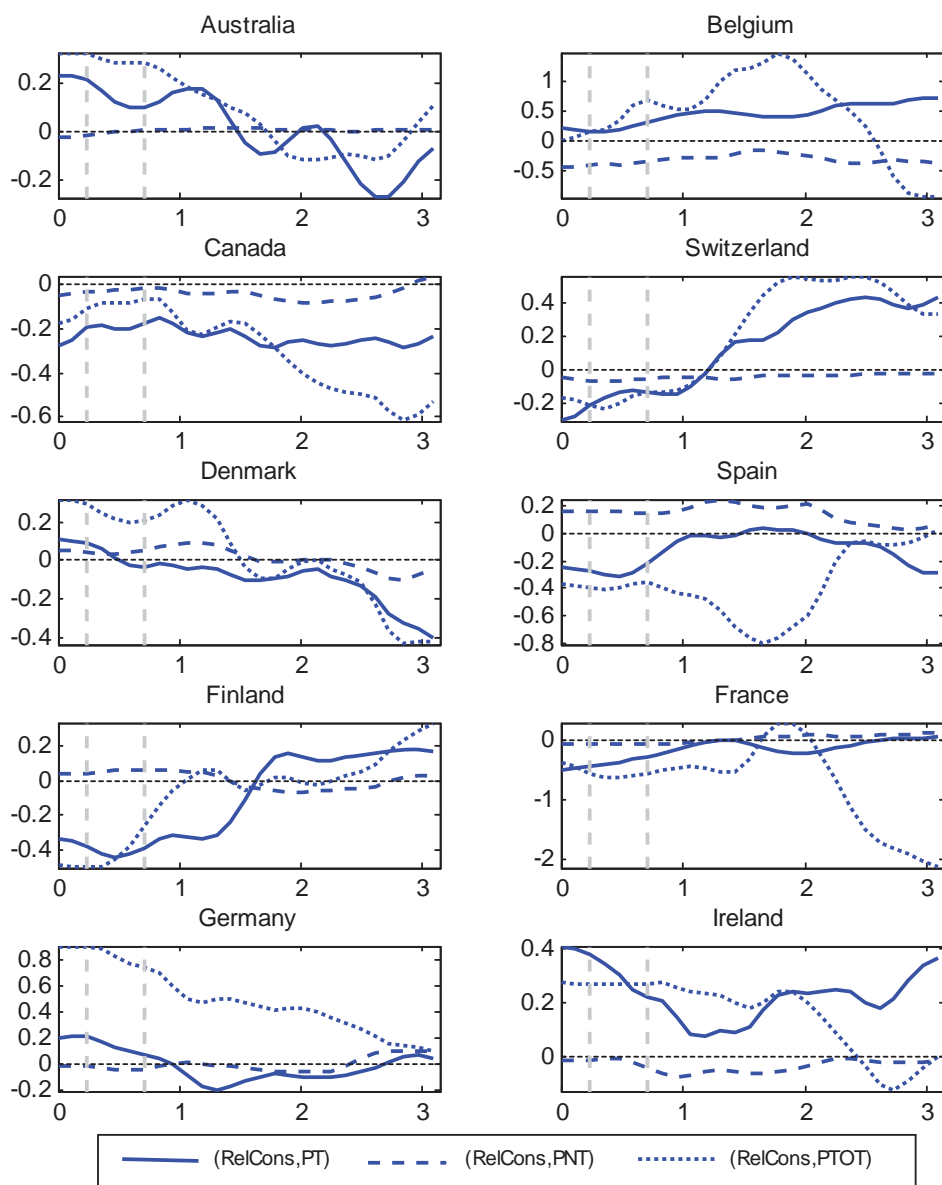 Australia
0.2
0
-0.2
0 1 2 3
Belgium
1
0.5
0
-0.5
0 1 2 3
Canada
0
-0.2
-0.4
-0.6
0 1 2 3
Switzerland
0.4
0.2
0
-0.2
0 1 2 3
Denmark
0.2
0
-0.2
-0.4
0 1 2 3
Spain
0.2
0
-0.2
-0.4
-0.6
-0.8
0 1 2 3
Finland
0.2
0
-0.2
-0.4
0 1 2 3
France
0
-1
-2
0 1 2 3
Germany
0.8
0.6
0.4
0.2
0
-0.2
0 1 2 3
Ireland
0.4
0.2
0
0 1 2 3
(RelCons,PT) (RelCons,PNT) (RelCons,PTOT)